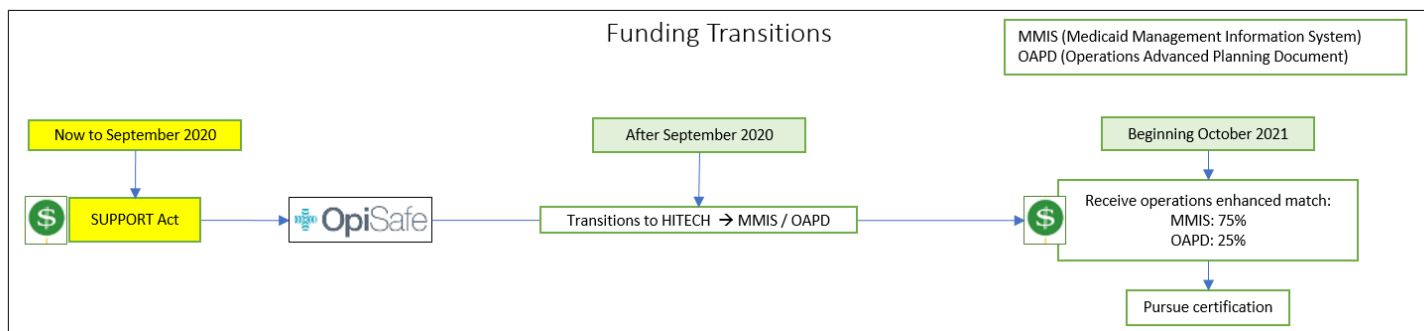 Funding Transitions
MMIS (Medicaid Management Information System)
OAPD (Operations Advanced Planning Document)
Now to September 2020
After September 2020
Beginning October 2021
$
SUPPORT Act
OpiSafe
Transitions to HITECH → MMIS / OAPD
$
Receive operations enhanced match:
MMIS: 75%
OAPD: 25%
Pursue certification